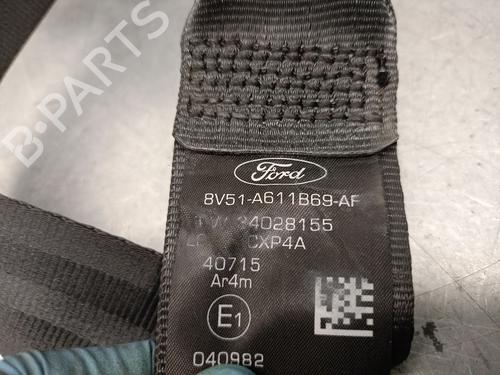 B-PARTS
Ford
8V51-A611B69-AF
34028155
CXP4A
40715
Ar4m
E1
040982